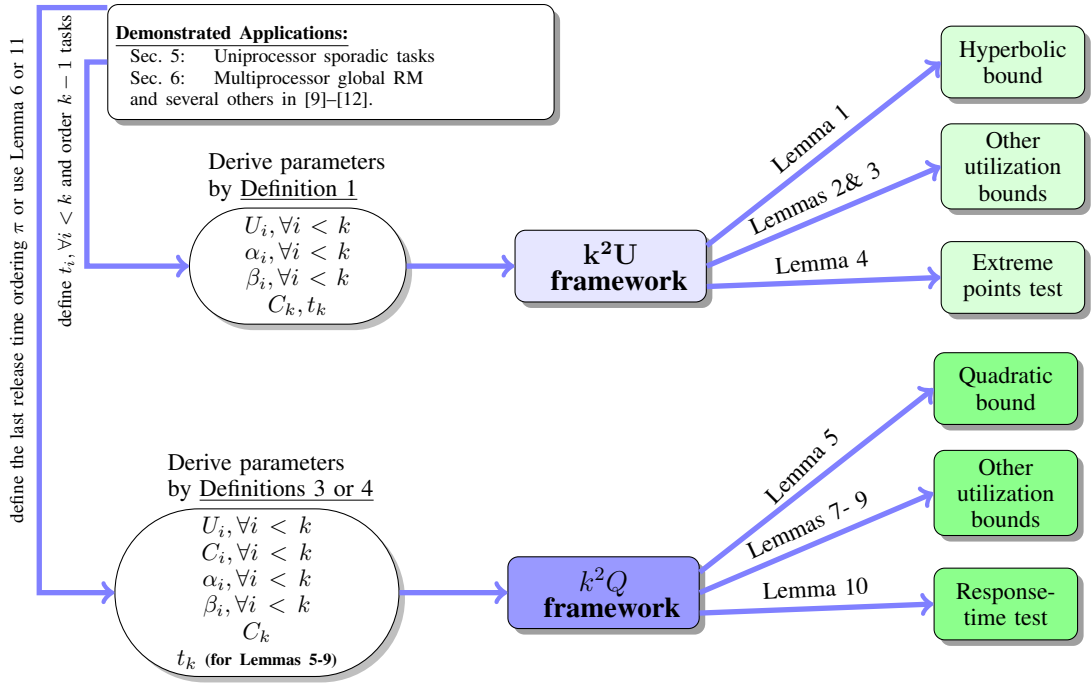 define the last release time ordering π or use Lemma 6 or 11
define t_i, ∀i < k and order k − 1 tasks
Demonstrated Applications:
Sec. 5: Uniprocessor sporadic tasks
Sec. 6: Multiprocessor global RM
and several others in [9]–[12].
Derive parameters
by Definition 1
U_i, ∀i < k
α_i, ∀i < k
β_i, ∀i < k
C_k, t_k
k²U
framework
Lemma 1
Lemmas 2& 3
Lemma 4
Hyperbolic
bound
Other
utilization
bounds
Extreme
points test
Derive parameters
by Definitions 3 or 4
U_i, ∀i < k
C_i, ∀i < k
α_i, ∀i < k
β_i, ∀i < k
C_k
t_k (for Lemmas 5-9)
k²Q
framework
Lemma 5
Lemmas 7- 9
Lemma 10
Quadratic
bound
Other
utilization
bounds
Response-
time test